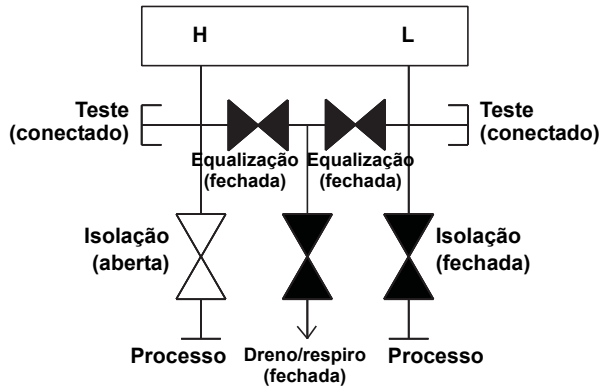 H
L
Teste
(conectado)
Teste
(conectado)
Equalização
(fechada)
Equalização
(fechada)
Isolação
(aberta)
Isolação
(fechada)
Processo
Dreno/respiro
(fechada)
Processo